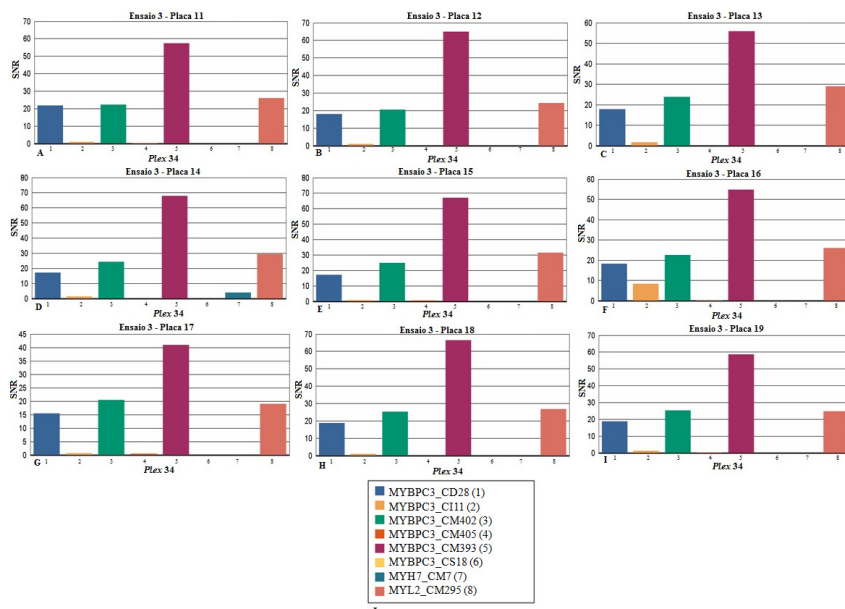 Ensaio 3 - Placa 11
SNR
70
60
50
40
30
20
10
0
A
1 2 3 4 5 6 7 8
Plex 34
Ensaio 3 - Placa 12
SNR
70
60
50
40
30
20
10
0
B
1 2 3 4 5 6 7 8
Plex 34
Ensaio 3 - Placa 13
SNR
60
50
40
30
20
10
0
C
1 2 3 4 5 6 7 8
Plex 34
Ensaio 3 - Placa 14
SNR
80
70
60
50
40
30
20
10
0
D
1 2 3 4 5 6 7 8
Plex 34
Ensaio 3 - Placa 15
SNR
80
70
60
50
40
30
20
10
0
E
1 2 3 4 5 6 7 8
Plex 34
Ensaio 3 - Placa 16
SNR
60
50
40
30
20
10
0
F
1 2 3 4 5 6 7 8
Plex 34
Ensaio 3 - Placa 17
SNR
45
40
35
30
25
20
15
10
5
0
G
1 2 3 4 5 6 7 8
Plex 34
Ensaio 3 - Placa 18
SNR
70
60
50
40
30
20
10
0
H
1 2 3 4 5 6 7 8
Plex 34
Ensaio 3 - Placa 19
SNR
70
60
50
40
30
20
10
0
I
1 2 3 4 5 6 7 8
Plex 34
MYBPC3_CD28 (1)
MYBPC3_CI11 (2)
MYBPC3_CM402 (3)
MYBPC3_CM405 (4)
MYBPC3_CM393 (5)
MYBPC3_CS18 (6)
MYH7_CM7 (7)
MYL2_CM295 (8)